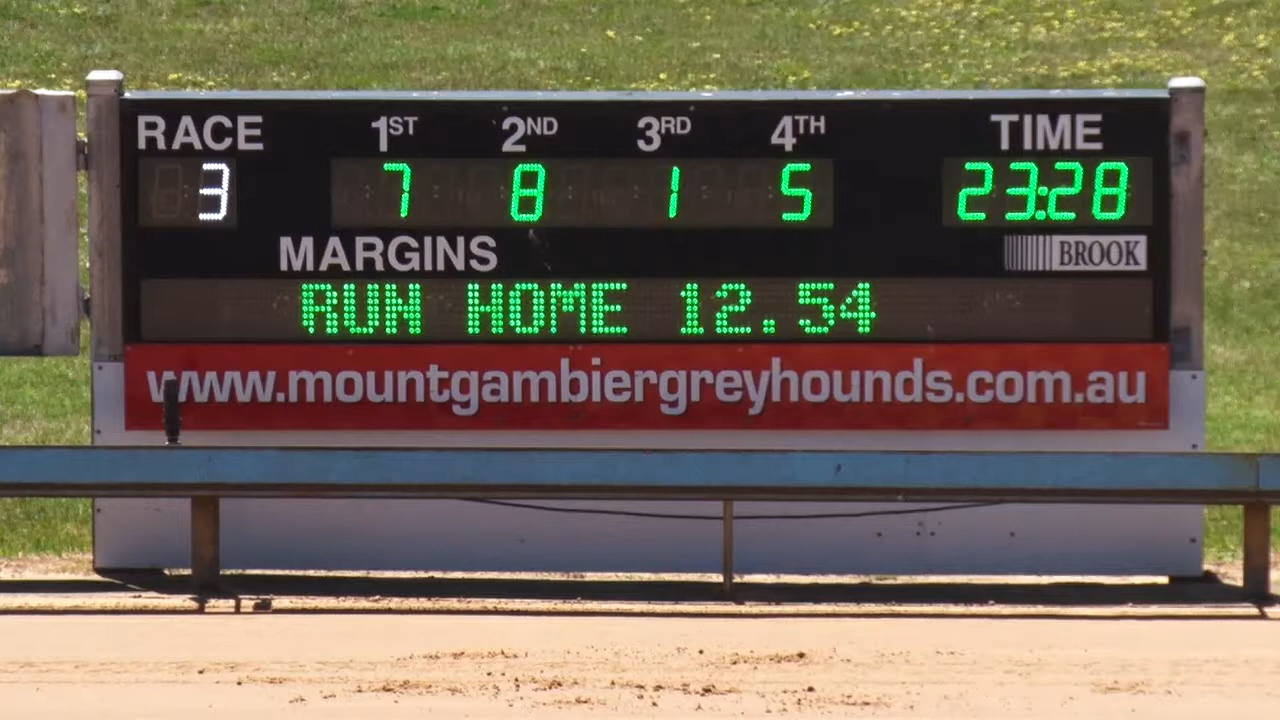 RACE 1ST 2ND 3RD 4TH TIME
3 7 8 1 5 23:28
MARGINS BROOK
RUN HOME 12.54
www.mountgambiergreyhounds.com.au